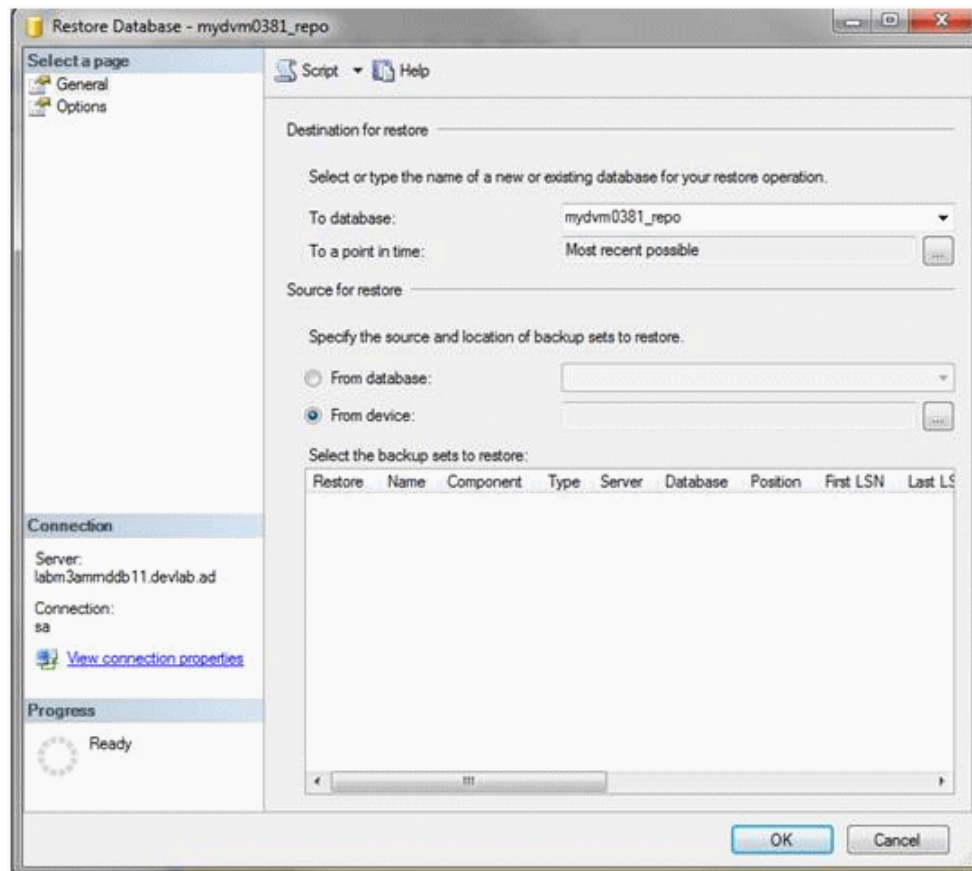 Restore Database - mydvm0381_repo
Select a page
General
Options
Script
Help
Destination for restore
Select or type the name of a new or existing database for your restore operation.
To database:
mydvm0381_repo
To a point in time:
Most recent possible
...
Source for restore
Specify the source and location of backup sets to restore.
From database:
From device:
...
Select the backup sets to restore:
Restore Name Component Type Server Database Position First LSN Last LS
Connection
Server:
labm3ammddb11.devlab.ad
Connection:
sa
View connection properties
Progress
Ready
OK
Cancel